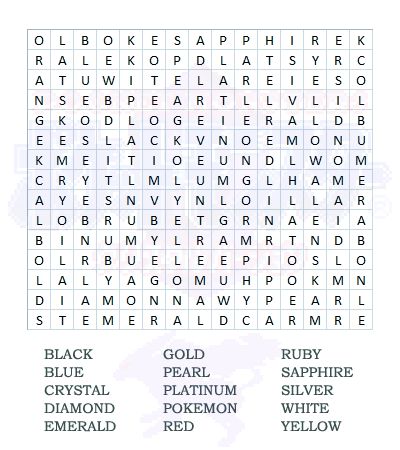 O L B O K E S A P P H I R E K
R A L E K O P D L A T S Y R C
A T U W I T E L A R E I E S O
N S E B P E A R T L L V L I L
G K O D L O G E I E R A L D B
E E S L A C K V N O E M O N U
K M E I T I O E U N D L W O M
C R Y T L M L U M G L H A M E
A Y E S N V Y N L O I L L A R
L O B R U B E T G R N A E I A
B I N U M Y L R A M R T N D B
O L R B U E L E E P I O S L O
L A L Y A G O M U H P O K M N
D I A M O N N A W Y P E A R L
S T E M E R A L D C A R M R E
BLACK GOLD RUBY
BLUE PEARL SAPPHIRE
CRYSTAL PLATINUM SILVER
DIAMOND POKEMON WHITE
EMERALD RED YELLOW